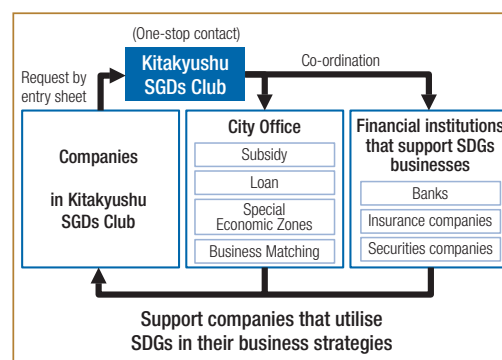 (One-stop contact)
Kitakyushu
SGDs Club
Co-ordination
Request by
entry sheet
Companies
in Kitakyushu
SGDs Club
City Office
Subsidy
Loan
Special
Economic Zones
Business Matching
Financial institutions
that support SDGs
businesses
Banks
Insurance companies
Securities companies
Support companies that utilise
SDGs in their business strategies